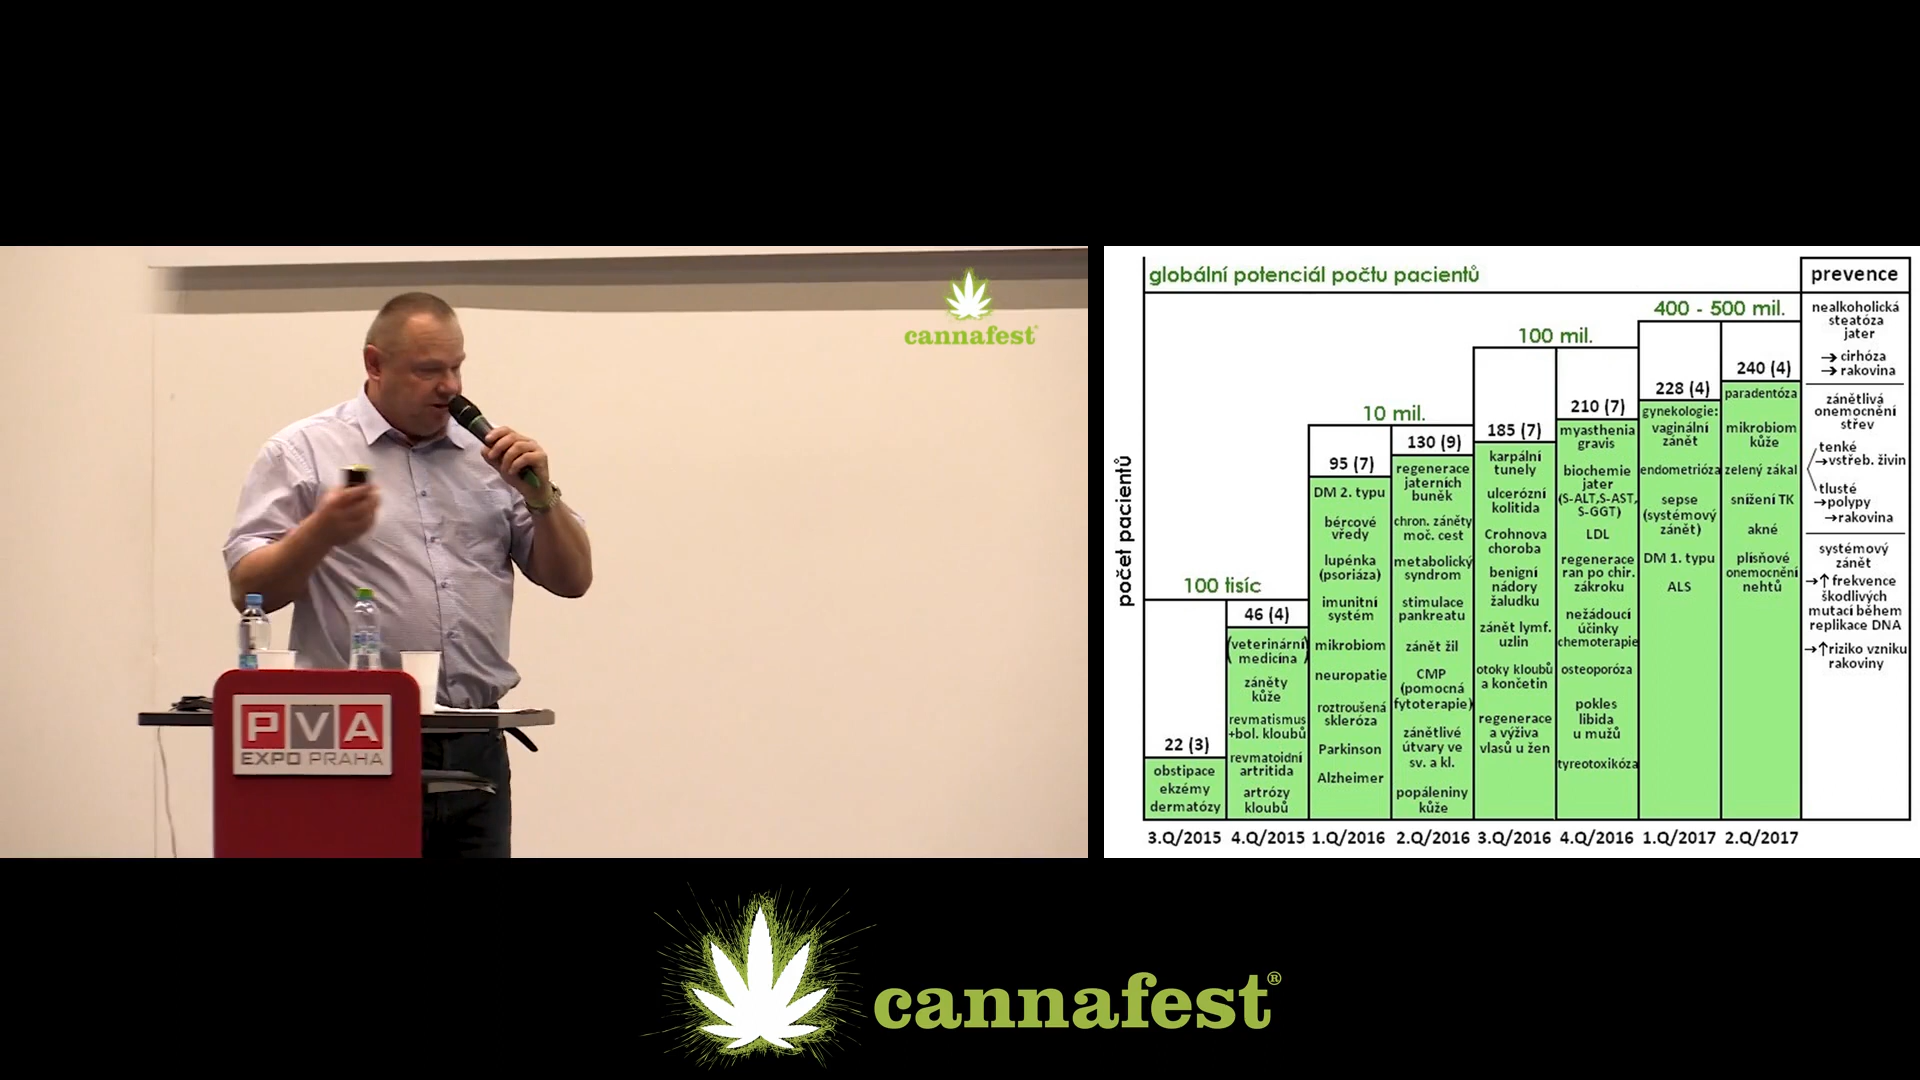 cannafest
PVA
EXPO PRAHA
globální potenciál počtu pacientů
prevence
počet pacientů
100 tisíc
10 mil.
100 mil.
400 - 500 mil.
22 (3)
obstipace
ekzémy
dermatózy
3.Q/2015
46 (4)
(veterinární
medicína)
záněty
kůže
revmatismus
+bol. kloubů
revmatoidní
artritida
artrózy
kloubů
4.Q/2015
95 (7)
DM 2. typu
bércové
vředy
lupénka
(psoriáza)
imunitní
systém
mikrobiom
neuropatie
roztroušená
skleróza
Parkinson
Alzheimer
1.Q/2016
130 (9)
regenerace
jaterních
buněk
chron. záněty
moč. cest
metabolický
syndrom
stimulace
pankreatu
zánět žil
CMP
(pomocná
fytoterapie)
zánětlivé
útvary ve
sv. a kl.
popáleniny
kůže
2.Q/2016
185 (7)
karpální
tunely
ulcerózní
kolitida
Crohnova
choroba
benigní
nádory
žaludku
zánět lymf.
uzlin
otoky kloubů
a končetin
regenerace
a výživa
vlasů u žen
3.Q/2016
210 (7)
myasthenia
gravis
biochemie
jater
(S-ALT,S-AST,
S-GGT)
LDL
regenerace
ran po chir.
zákroku
nežádoucí
účinky
chemoterapie
osteoporóza
pokles
libida
u mužů
tyreotoxikóza
4.Q/2016
228 (4)
gynekologie:
vaginální
zánět
endometrióza
sepse
(systémový
zánět)
DM 1. typu
ALS
1.Q/2017
240 (4)
paradentóza
mikrobiom
kůže
zelený zákal
snížení TK
akné
plísňové
onemocnění
nehtů
2.Q/2017
nealkoholická
steatóza
jater
→ cirhóza
→ rakovina
zánětlivá
onemocnění
střev
tenké
→vstřeb. živin
tlusté
→polypy
→rakovina
systémový
zánět
→↑frekvence
škodlivých
mutací během
replikace DNA
→↑riziko vzniku
rakoviny
cannafest®